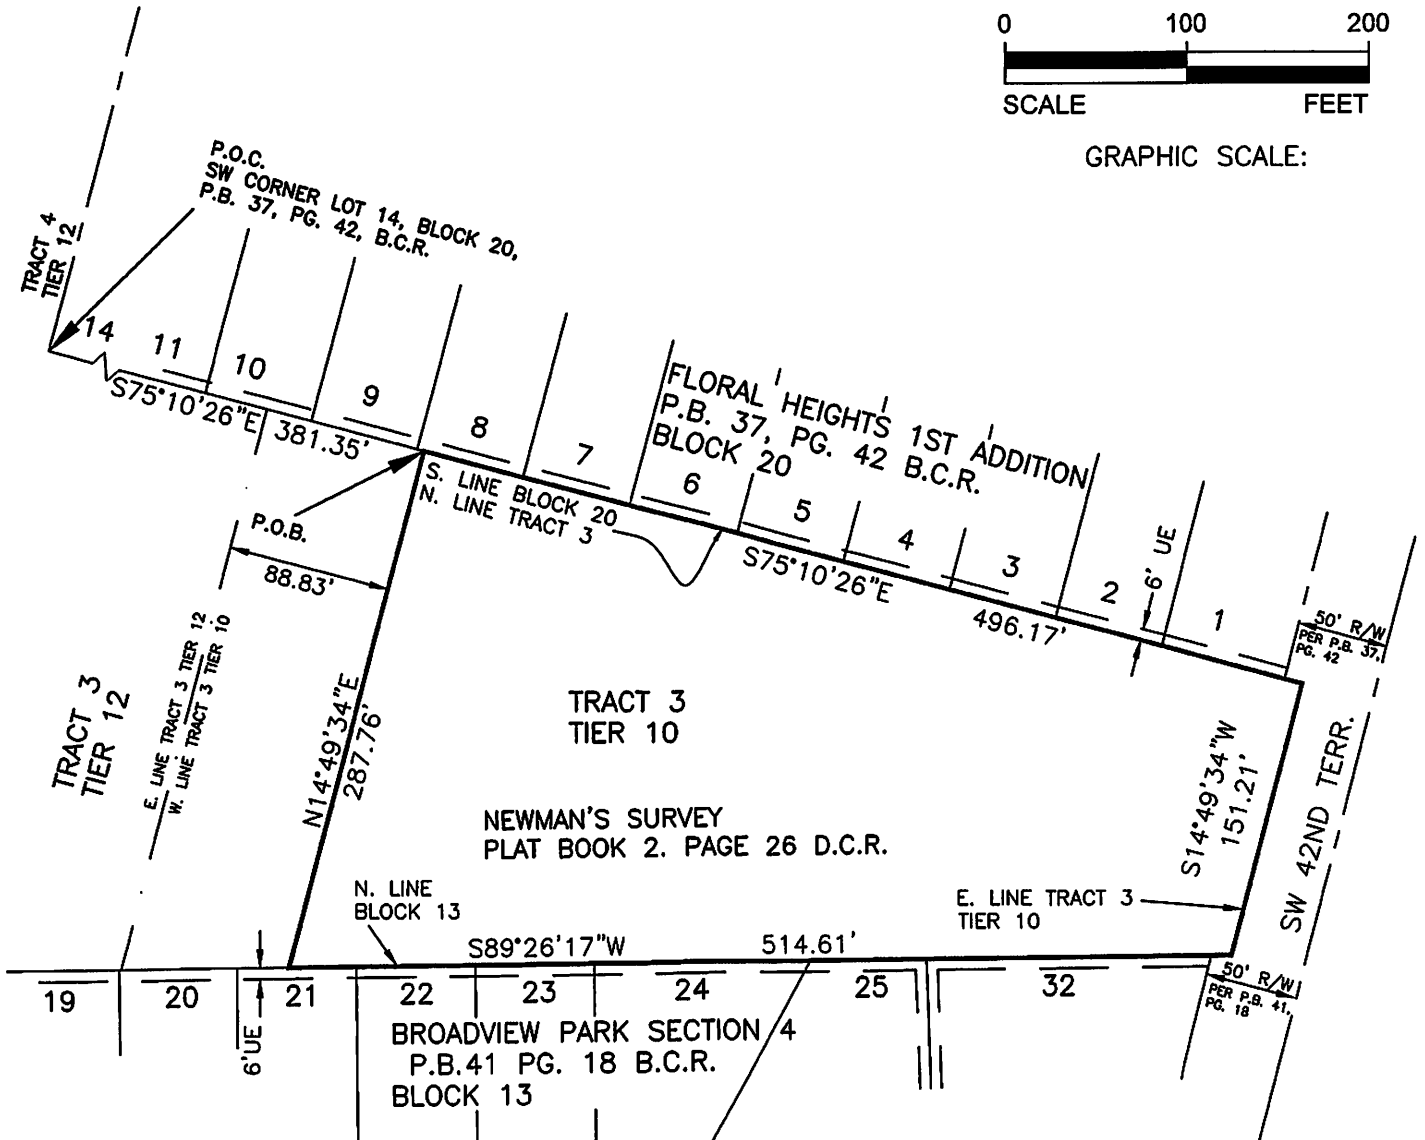 0 100 200
SCALE FEET
GRAPHIC SCALE:
P.O.C.
SW CORNER LOT 14, BLOCK 20,
P.B. 37, PG. 42, B.C.R.
TRACT 4
TIER 12
14
11
10
9
8
7
6
5
4
3
2
1
S75°10'26"E
381.35'
FLORAL HEIGHTS 1ST ADDITION
P.B. 37, PG. 42 B.C.R.
BLOCK 20
S. LINE BLOCK 20
N. LINE TRACT 3
P.O.B.
88.83'
S75°10'26"E
496.17'
6' UE
50' R/W
PER P.B. 37,
PG. 42
TRACT 3
TIER 12
E. LINE TRACT 3 TIER 12
W. LINE TRACT 3 TIER 10
N14°49'34"E
287.76'
TRACT 3
TIER 10
NEWMAN'S SURVEY
PLAT BOOK 2. PAGE 26 D.C.R.
S14°49'34"W
151.21'
SW 42ND TERR.
N. LINE
BLOCK 13
E. LINE TRACT 3
TIER 10
S89°26'17"W
514.61'
19
20
21
22
23
24
25
32
50' R/W
PER P.B. 41,
PG. 18
6'UE
BROADVIEW PARK SECTION 4
P.B.41 PG. 18 B.C.R.
BLOCK 13